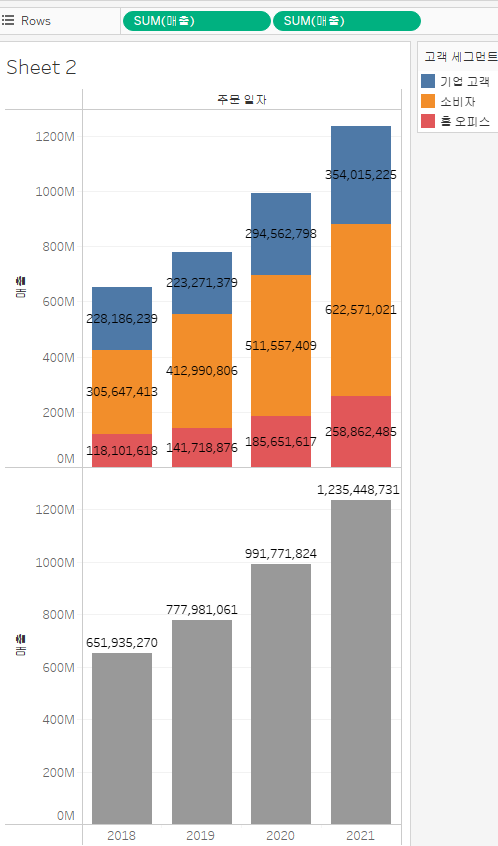 Rows
SUM(매출)
SUM(매출)
고객 세그먼트
기업 고객
소비자
홈 오피스
Sheet 2
주문 일자
매출
1200M
1000M
800M
600M
400M
200M
0M
228,186,239
305,647,413
118,101,618
223,271,379
412,990,806
141,718,876
294,562,798
511,557,409
185,651,617
354,015,225
622,571,021
258,862,485
매출
1200M
1000M
800M
600M
400M
200M
0M
651,935,270
777,981,061
991,771,824
1,235,448,731
2018
2019
2020
2021